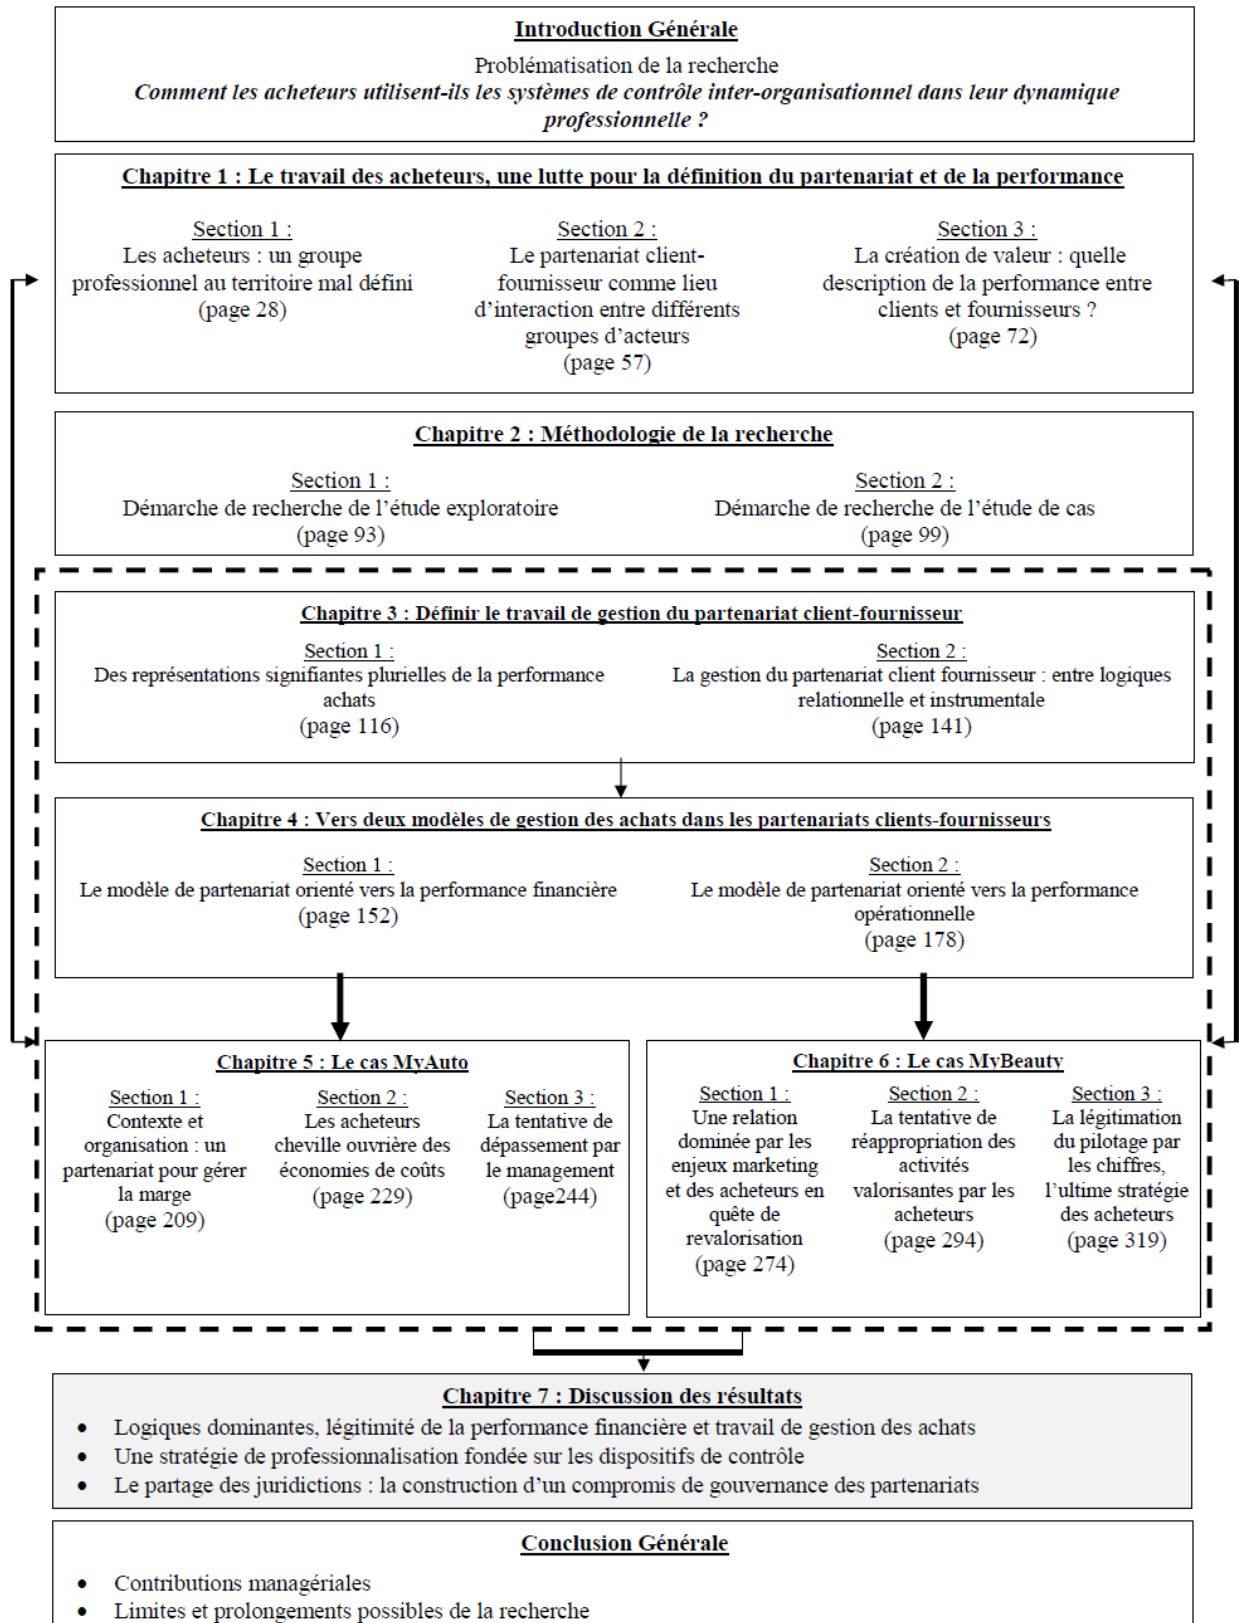 Introduction Générale
Problématisation de la recherche
Comment les acheteurs utilisent-ils les systèmes de contrôle inter-organisationnel dans leur dynamique
professionnelle ?
Chapitre 1 : Le travail des acheteurs, une lutte pour la définition du partenariat et de la performance
Section 1 :
Les acheteurs : un groupe
professionnel au territoire mal défini
(page 28)
Section 2 :
Le partenariat client-
fournisseur comme lieu
d’interaction entre différents
groupes d’acteurs
(page 57)
Section 3 :
La création de valeur : quelle
description de la performance entre
clients et fournisseurs ?
(page 72)
Chapitre 2 : Méthodologie de la recherche
Section 1 :
Démarche de recherche de l’étude exploratoire
(page 93)
Section 2 :
Démarche de recherche de l’étude de cas
(page 99)
Chapitre 3 : Définir le travail de gestion du partenariat client-fournisseur
Section 1 :
Des représentations signifiantes plurielles de la performance
achats
(page 116)
Section 2 :
La gestion du partenariat client fournisseur : entre logiques
relationnelle et instrumentale
(page 141)
Chapitre 4 : Vers deux modèles de gestion des achats dans les partenariats clients-fournisseurs
Section 1 :
Le modèle de partenariat orienté vers la performance financière
(page 152)
Section 2 :
Le modèle de partenariat orienté vers la performance
opérationnelle
(page 178)
Chapitre 5 : Le cas MyAuto
Section 1 :
Contexte et
organisation : un
partenariat pour gérer
la marge
(page 209)
Section 2 :
Les acheteurs
cheville ouvrière des
économies de coûts
(page 229)
Section 3 :
La tentative de
dépassement par
le management
(page244)
Chapitre 6 : Le cas MyBeauty
Section 1 :
Une relation
dominée par les
enjeux marketing
et des acheteurs en
quête de
revalorisation
(page 274)
Section 2 :
La tentative de
réappropriation des
activités
valorisantes par les
acheteurs
(page 294)
Section 3 :
La légitimation
du pilotage par
les chiffres,
l’ultime stratégie
des acheteurs
(page 319)
Chapitre 7 : Discussion des résultats
• Logiques dominantes, légitimité de la performance financière et travail de gestion des achats
• Une stratégie de professionnalisation fondée sur les dispositifs de contrôle
• Le partage des juridictions : la construction d’un compromis de gouvernance des partenariats
Conclusion Générale
• Contributions managériales
• Limites et prolongements possibles de la recherche